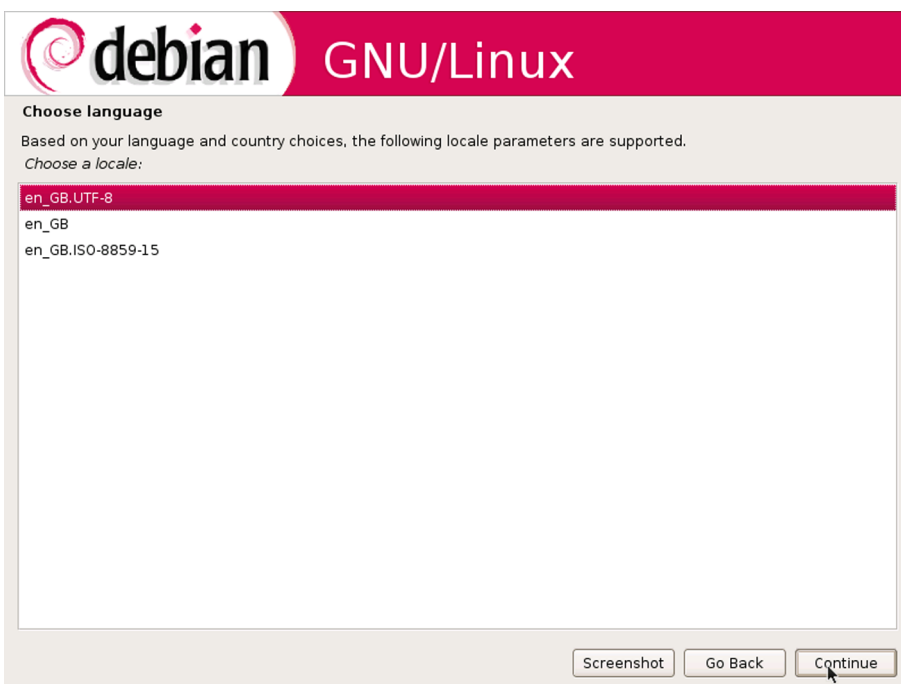 debian GNU/Linux
Choose language
Based on your language and country choices, the following locale parameters are supported.
Choose a locale:
en_GB.UTF-8
en_GB
en_GB.ISO-8859-15
Screenshot Go Back Continue